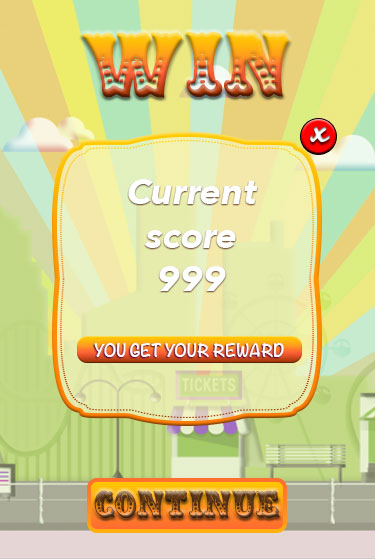 WIN
x
Current
score
999
YOU GET YOUR REWARD
TICKETS
CONTINUE